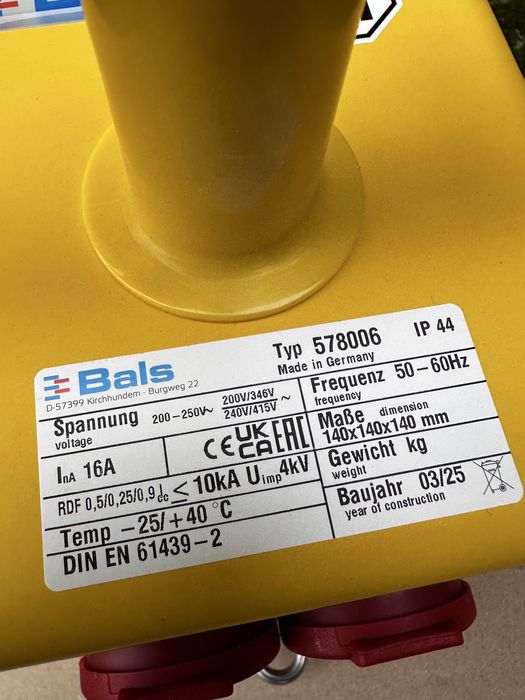 Bals
Typ 578006 IP 44
D-57399 Kirchhundem · Burgweg 22
Made in Germany
Spannung 200-250V~ 200V/346V ~
voltage 240V/415V
Frequenz 50-60Hz
frequency
InA 16A
CE UKCA EAC
Maße dimension
140x140x140 mm
RDF 0,5/0,25/0,9 Icc ≤ 10kA Uimp 4kV
Gewicht kg
weight
Temp -25/+40 °C
Baujahr 03/25
year of construction
DIN EN 61439-2